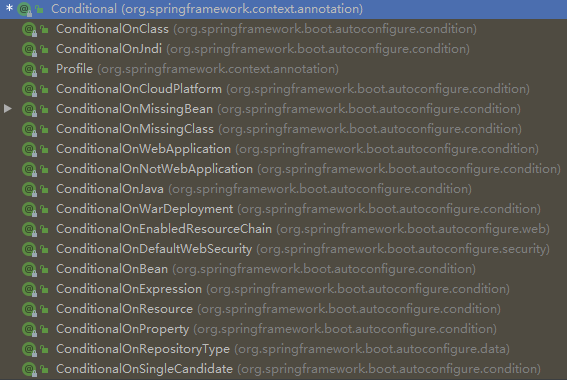 * Conditional (org.springframework.context.annotation)
ConditionalOnClass (org.springframework.boot.autoconfigure.condition)
ConditionalOnJndi (org.springframework.boot.autoconfigure.condition)
Profile (org.springframework.context.annotation)
ConditionalOnCloudPlatform (org.springframework.boot.autoconfigure.condition)
ConditionalOnMissingBean (org.springframework.boot.autoconfigure.condition)
ConditionalOnMissingClass (org.springframework.boot.autoconfigure.condition)
ConditionalOnWebApplication (org.springframework.boot.autoconfigure.condition)
ConditionalOnNotWebApplication (org.springframework.boot.autoconfigure.condition)
ConditionalOnJava (org.springframework.boot.autoconfigure.condition)
ConditionalOnWarDeployment (org.springframework.boot.autoconfigure.condition)
ConditionalOnEnabledResourceChain (org.springframework.boot.autoconfigure.web)
ConditionalOnDefaultWebSecurity (org.springframework.boot.autoconfigure.security)
ConditionalOnBean (org.springframework.boot.autoconfigure.condition)
ConditionalOnExpression (org.springframework.boot.autoconfigure.condition)
ConditionalOnResource (org.springframework.boot.autoconfigure.condition)
ConditionalOnProperty (org.springframework.boot.autoconfigure.condition)
ConditionalOnRepositoryType (org.springframework.boot.autoconfigure.data)
ConditionalOnSingleCandidate (org.springframework.boot.autoconfigure.condition)